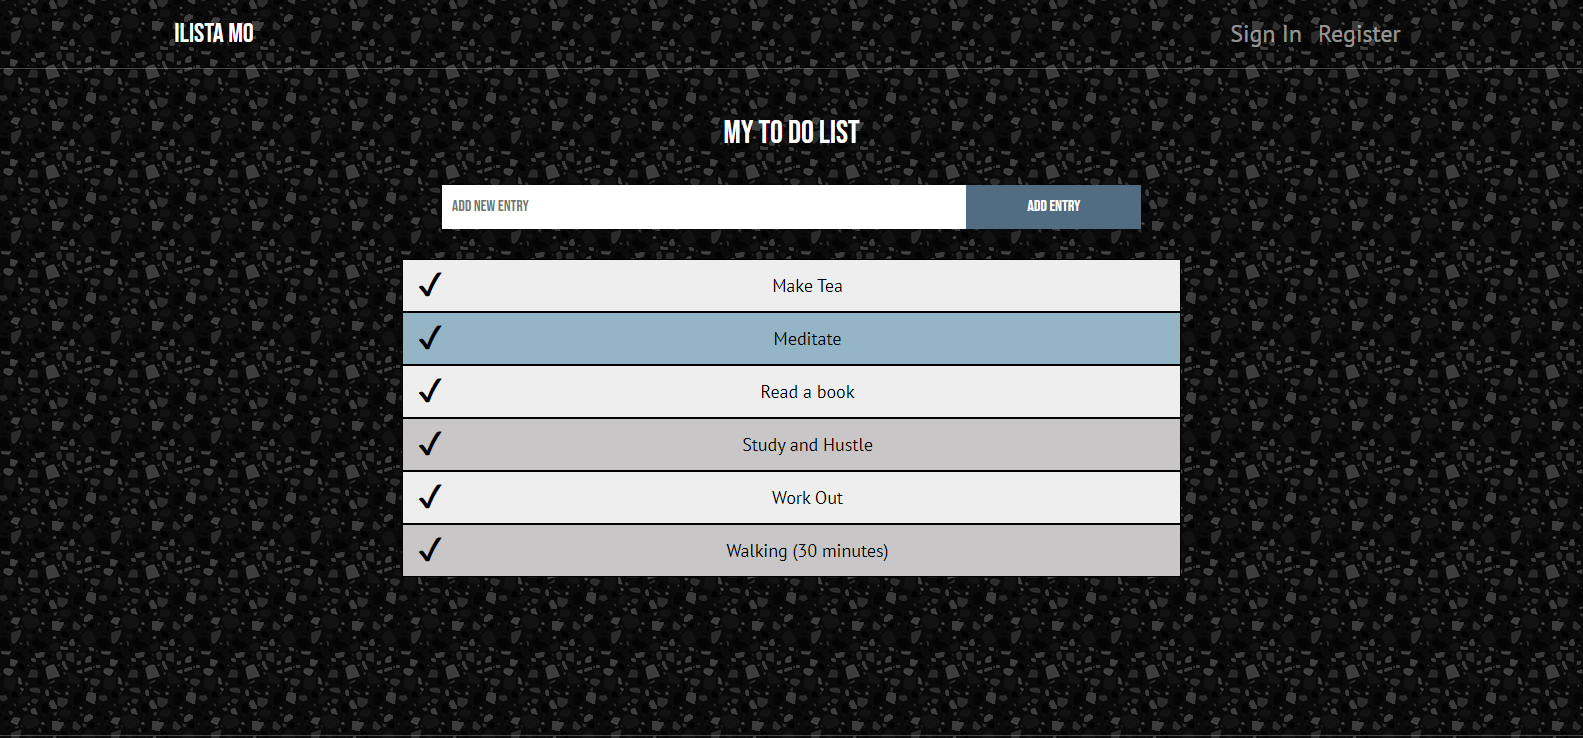 ILISTA MO
Sign In Register
MY TO DO LIST
ADD NEW ENTRY
ADD ENTRY
✓ Make Tea
✓ Meditate
✓ Read a book
✓ Study and Hustle
✓ Work Out
✓ Walking (30 minutes)